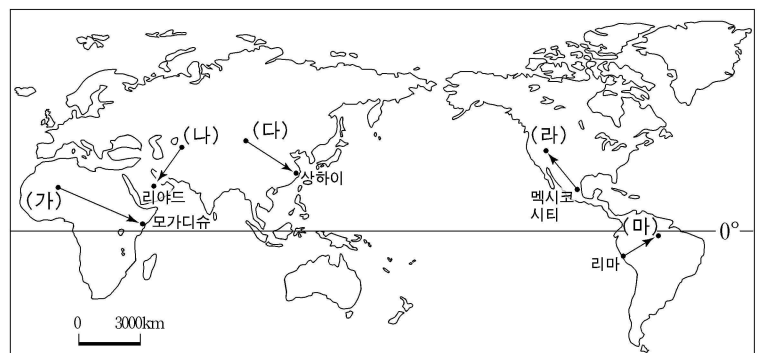 (나)
(다)
(라)
상하이
(가)
리야드
멕시코
시티
모가디슈
(마)
0°
리마
0 3000km